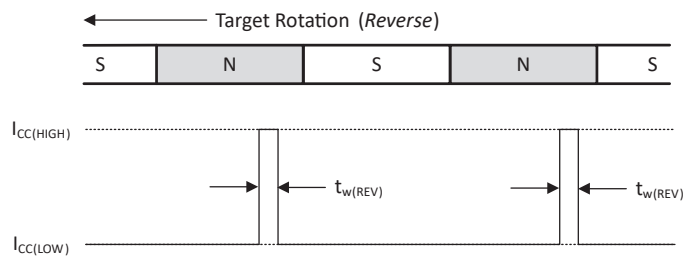 Target Rotation (Reverse)
S N S N S
ICC(HIGH)
tw(REV) tw(REV)
ICC(LOW)